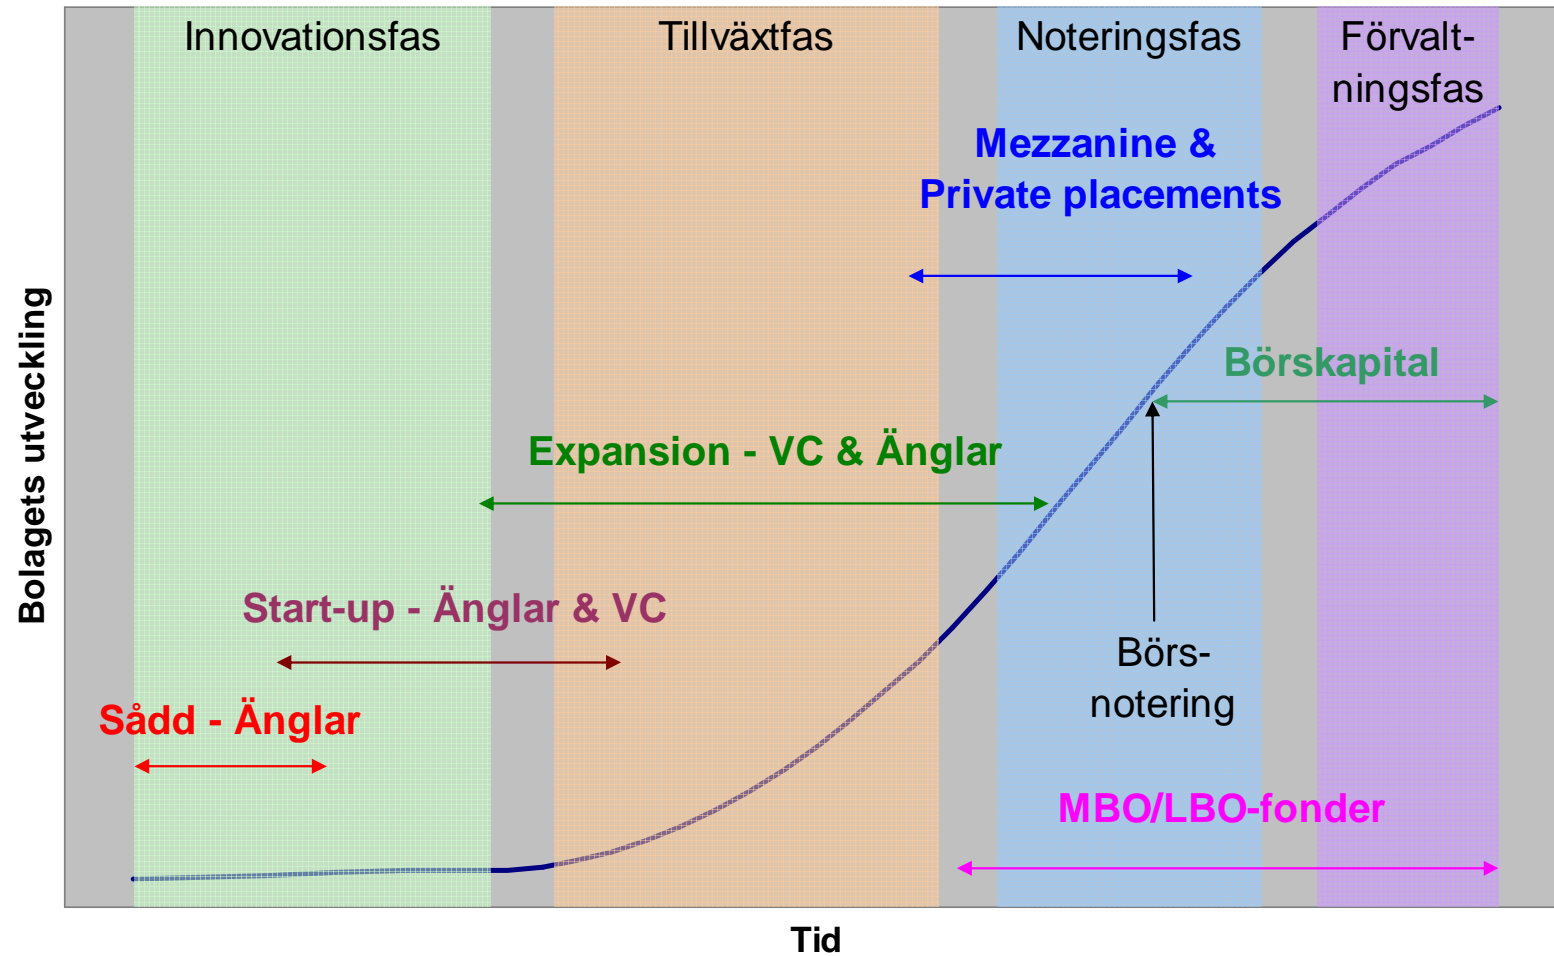 Innovationsfas
Tillväxtfas
Noteringsfas
Förvalt-
ningsfas
Mezzanine &
Private placements
Börskapital
Expansion - VC & Änglar
Start-up - Änglar & VC
Börs-
notering
Sådd - Änglar
MBO/LBO-fonder
Bolagets utveckling
Tid